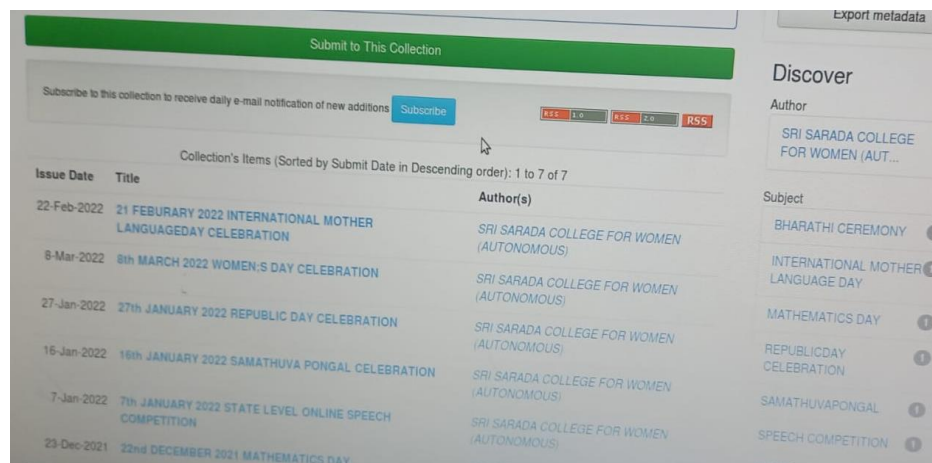 Export metadata
Submit to This Collection
Subscribe to this collection to receive daily e-mail notification of new additions Subscribe
RSS 1.0 RSS 2.0 RSS
Collection's Items (Sorted by Submit Date in Descending order): 1 to 7 of 7
Issue Date Title Author(s)
22-Feb-2022 21 FEBURARY 2022 INTERNATIONAL MOTHER SRI SARADA COLLEGE FOR WOMEN
LANGUAGEDAY CELEBRATION (AUTONOMOUS)
8-Mar-2022 8th MARCH 2022 WOMEN;S DAY CELEBRATION SRI SARADA COLLEGE FOR WOMEN
(AUTONOMOUS)
27-Jan-2022 27th JANUARY 2022 REPUBLIC DAY CELEBRATION SRI SARADA COLLEGE FOR WOMEN
(AUTONOMOUS)
16-Jan-2022 16th JANUARY 2022 SAMATHUVA PONGAL CELEBRATION SRI SARADA COLLEGE FOR WOMEN
(AUTONOMOUS)
7-Jan-2022 7th JANUARY 2022 STATE LEVEL ONLINE SPEECH SRI SARADA COLLEGE FOR WOMEN
COMPETITION (AUTONOMOUS)
23-Dec-2021 22nd DECEMBER 2021 MATHEMATICS DAY
Discover
Author
SRI SARADA COLLEGE
FOR WOMEN (AUT...
Subject
BHARATHI CEREMONY
INTERNATIONAL MOTHER
LANGUAGE DAY
MATHEMATICS DAY
REPUBLICDAY
CELEBRATION
SAMATHUVAPONGAL
SPEECH COMPETITION